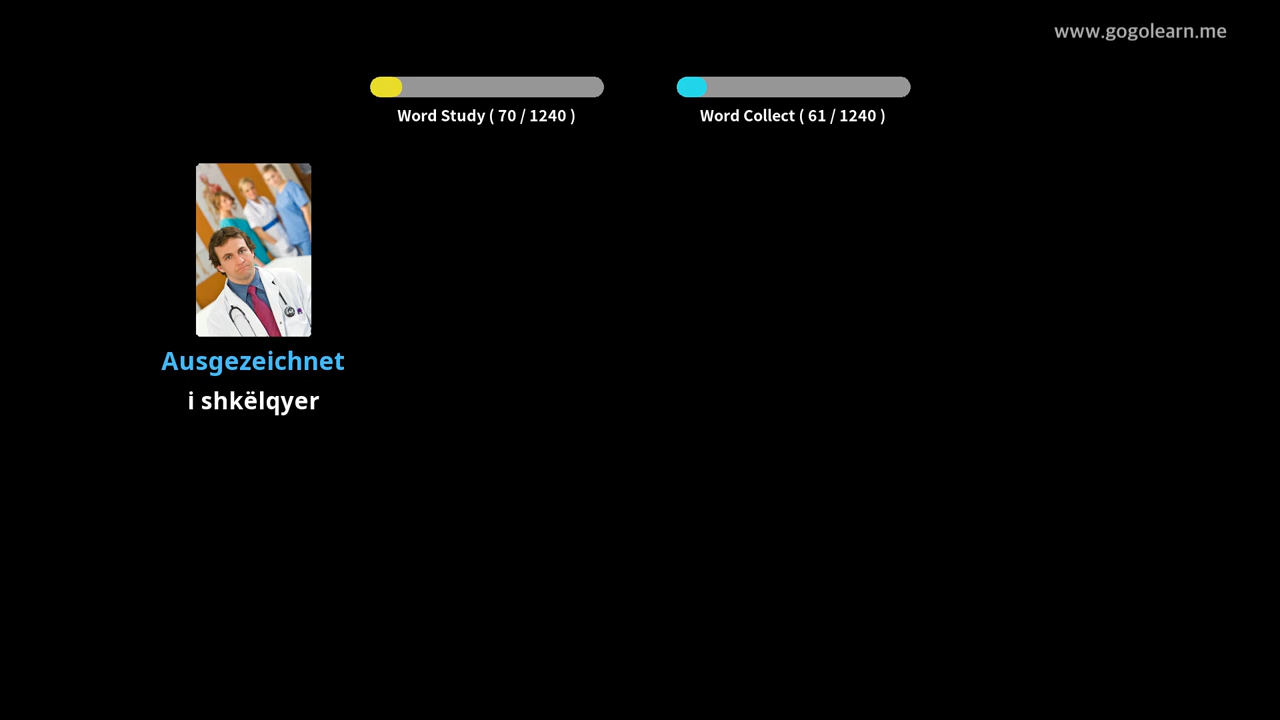 www.gogolearn.me
Word Study ( 70 / 1240 )
Word Collect ( 61 / 1240 )
Ausgezeichnet
i shkëlqyer